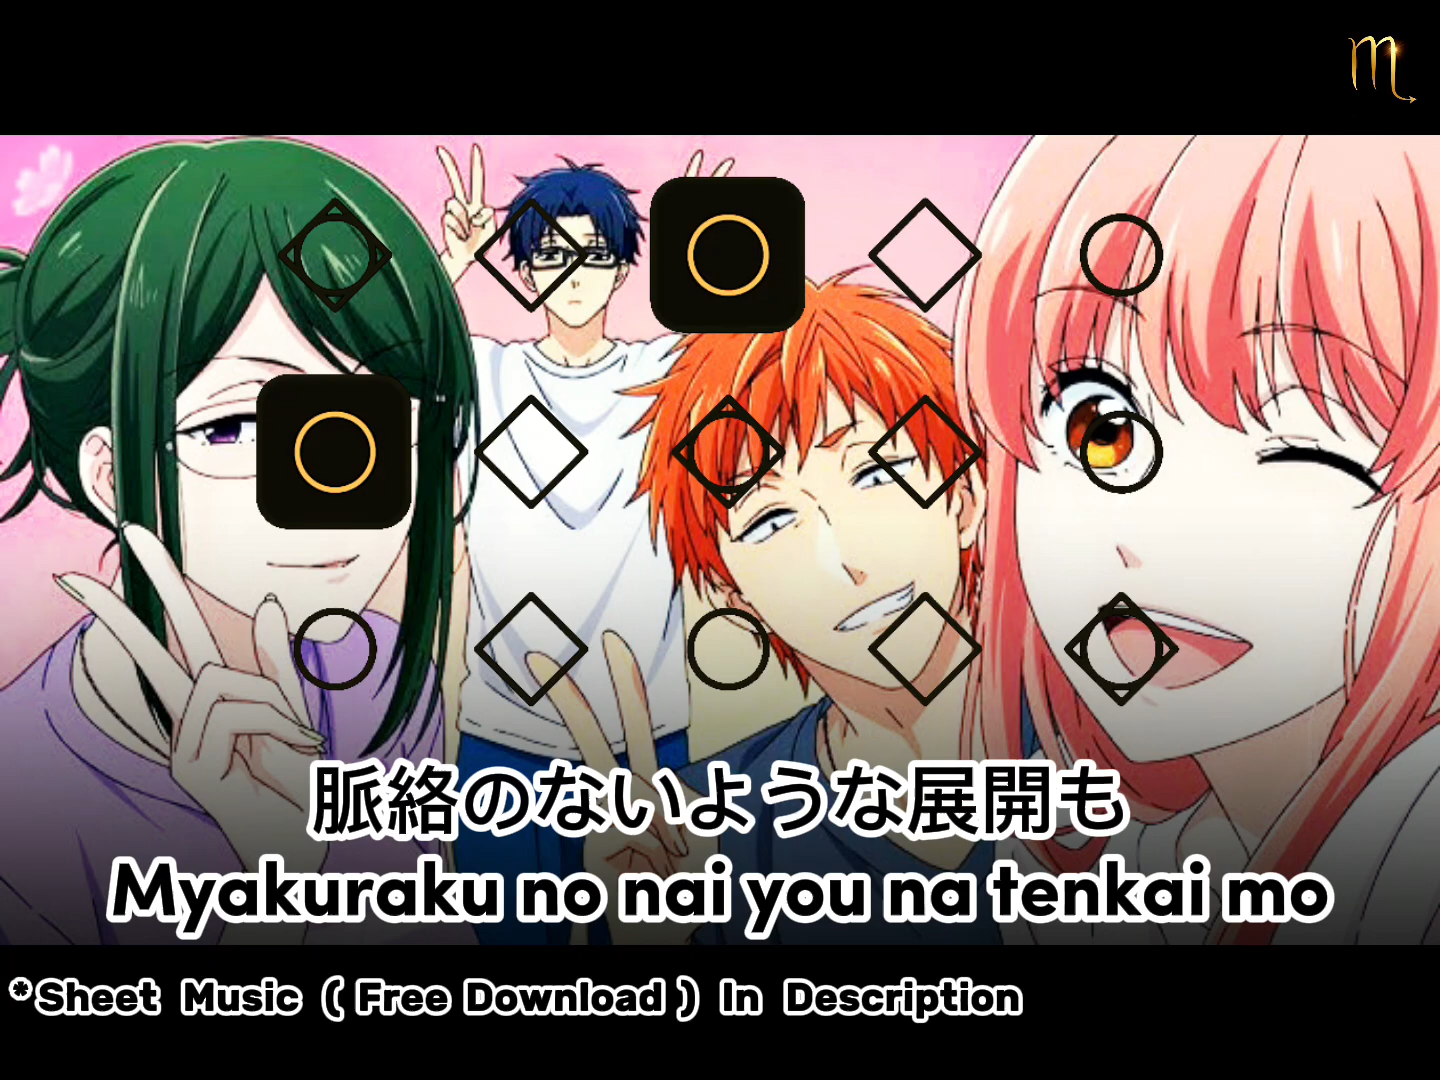 脈絡のないような展開も
Myakuraku no nai you na tenkai mo
*Sheet Music ( Free Download ) In Description